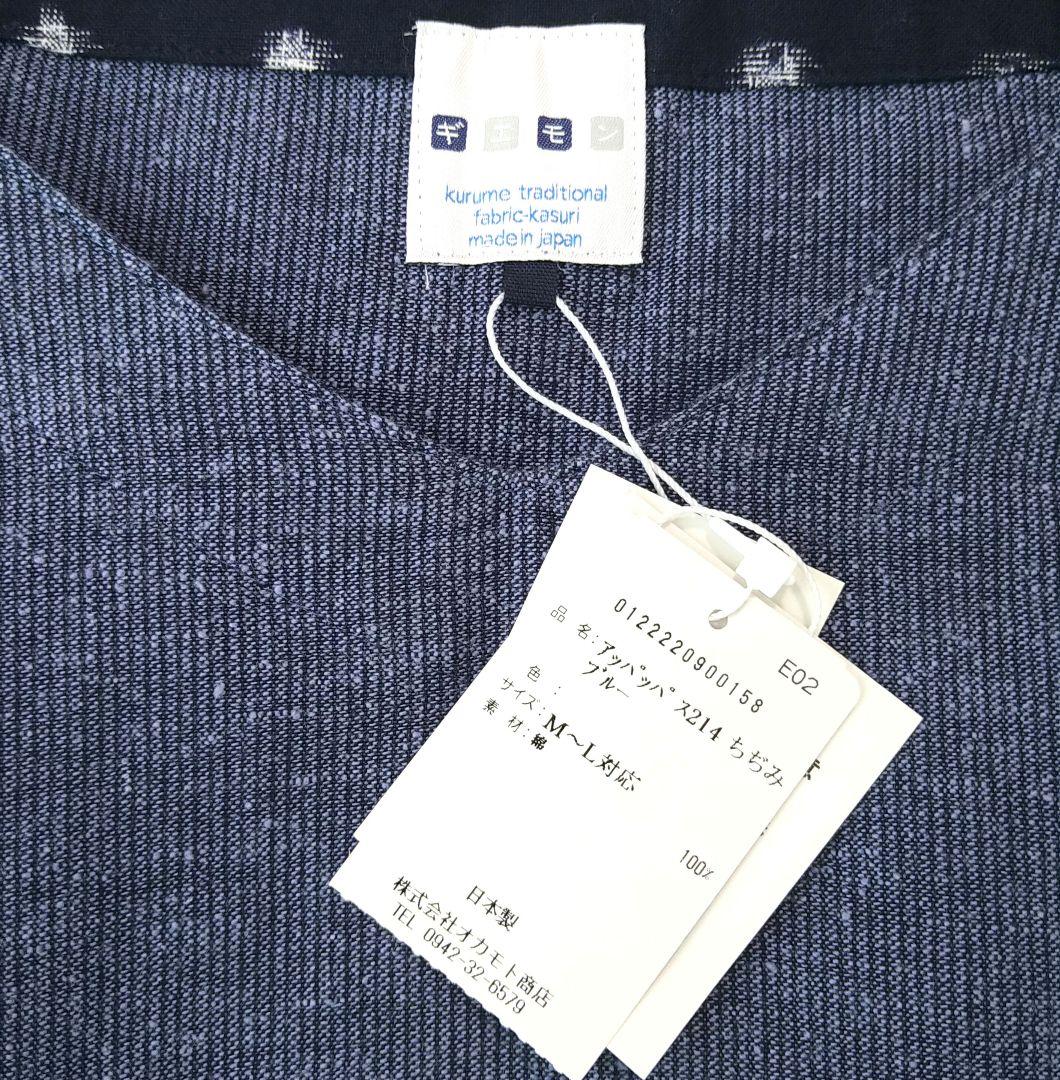 ギエモン
kurume traditional
fabric-kasuri
made in japan
0122220900158
E02
品 名:アッパッパ ス214 ちぢみ
ブルー
色 :
サイズ:M〜L対応
素 材:綿
100%
日本製
株式会社オカモト商店
TEL 0942-32-6579